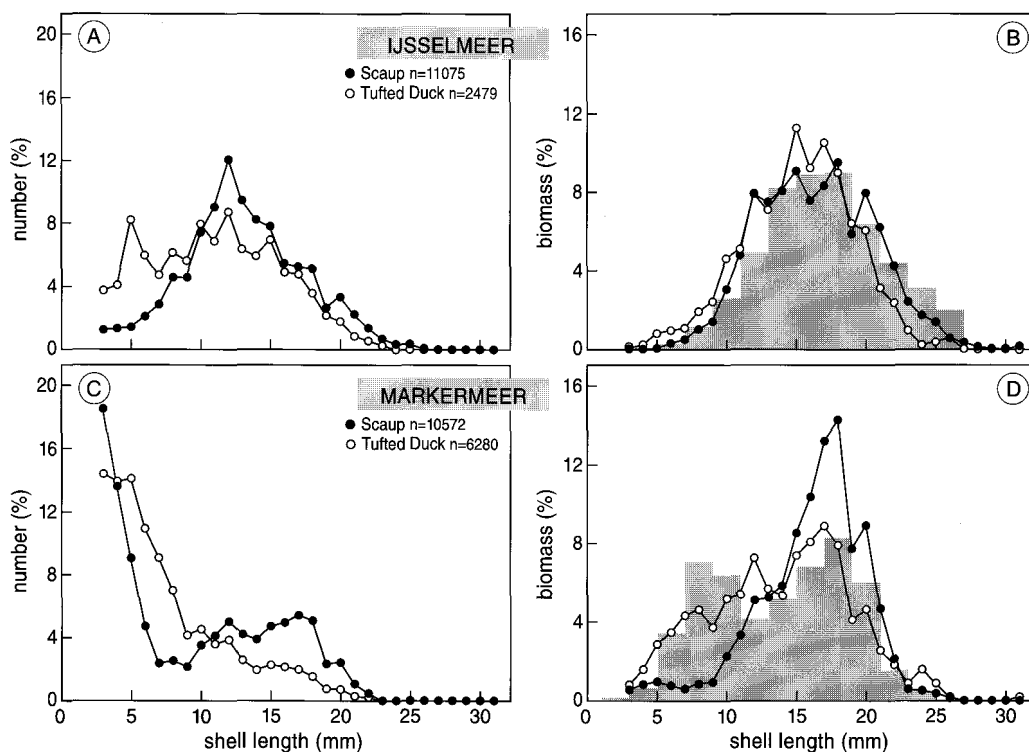 A
IJSSELMEER
Scaup n=11075
Tufted Duck n=2479
number (%)
20
16
12
8
4
0
B
biomass (%)
16
12
8
4
0
C
MARKERMEER
Scaup n=10572
Tufted Duck n=6280
number (%)
20
16
12
8
4
0
0 5 10 15 20 25 30
shell length (mm)
D
biomass (%)
16
12
8
4
0
0 5 10 15 20 25 30
shell length (mm)